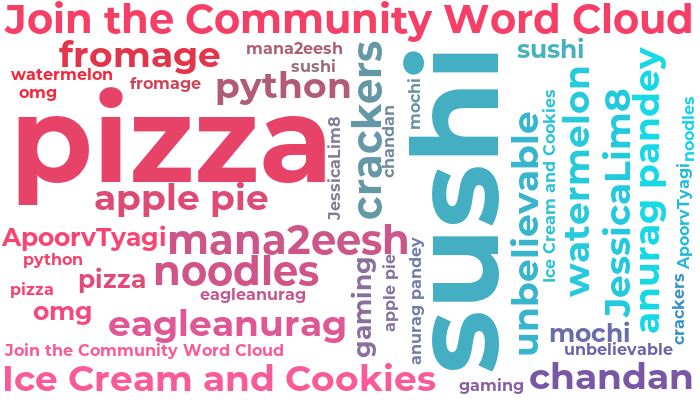 Join the Community Word Cloud
fromage
mana2eesh
sushi
watermelon
fromage
omg
python
sushi
pizza
apple pie
JessicaLim8
crackers
chandan
mochi
sushi
unbelievable
Ice Cream and Cookies
watermelon
JessicaLim8
anurag pandey
noodles
ApoorvTyagi
crackers
ApoorvTyagi
mana2eesh
python
noodles
pizza
pizza
eagleanurag
omg
eagleanurag
gaming
apple pie
anurag pandey
mochi
unbelievable
Join the Community Word Cloud
Ice Cream and Cookies
gaming
chandan